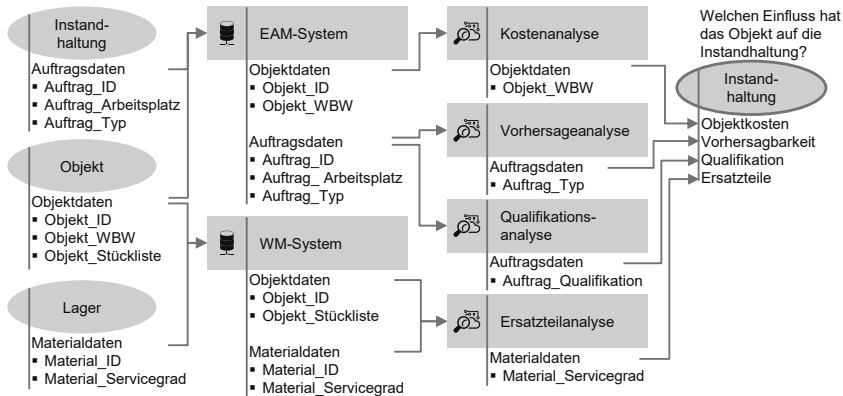 Instand-
haltung
Auftragsdaten
▪ Auftrag_ID
▪ Auftrag_Arbeitsplatz
▪ Auftrag_Typ
Objekt
Objektdaten
▪ Objekt_ID
▪ Objekt_WBW
▪ Objekt_Stückliste
Lager
Materialdaten
▪ Material_ID
▪ Material_Servicegrad
EAM-System
Objektdaten
▪ Objekt_ID
▪ Objekt_WBW
Auftragsdaten
▪ Auftrag_ID
▪ Auftrag_ Arbeitsplatz
▪ Auftrag_Typ
WM-System
Objektdaten
▪ Objekt_ID
▪ Objekt_Stückliste
Materialdaten
▪ Material_ID
▪ Material_Servicegrad
Kostenanalyse
Objektdaten
▪ Objekt_WBW
Vorhersageanalyse
Auftragsdaten
▪ Auftrag_Typ
Qualifikations-
analyse
Auftragsdaten
▪ Auftrag_Qualifikation
Ersatzteilanalyse
Materialdaten
▪ Material_Servicegrad
Welchen Einfluss hat
das Objekt auf die
Instandhaltung?
Instand-
haltung
Objektkosten
Vorhersagbarkeit
Qualifikation
Ersatzteile